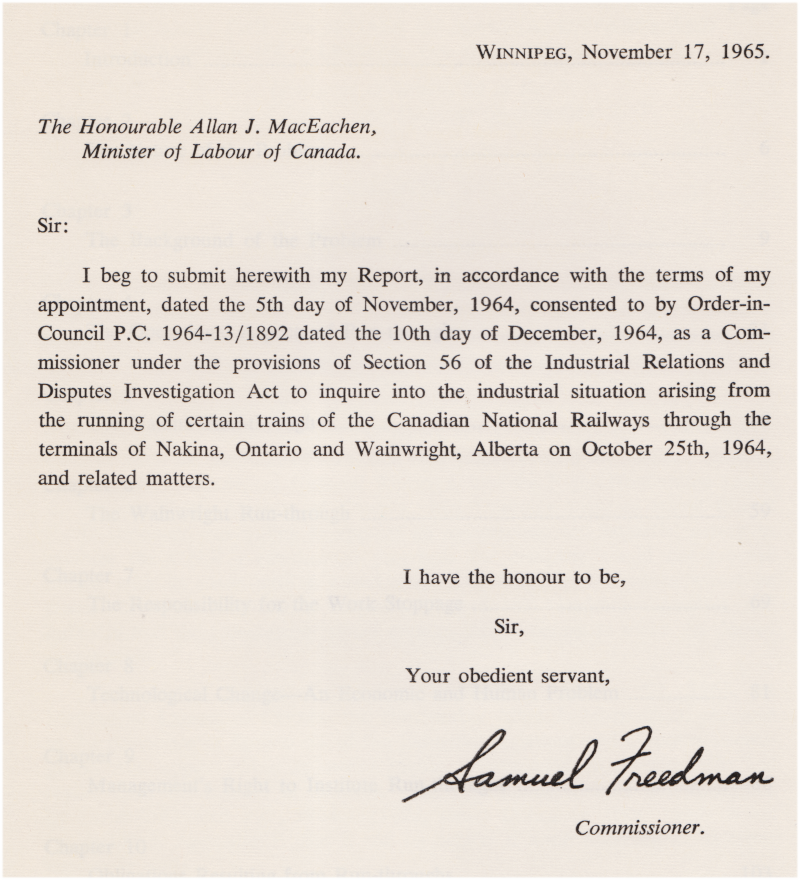 WINNIPEG, November 17, 1965.
The Honourable Allan J. MacEachen,
Minister of Labour of Canada.
Sir:
I beg to submit herewith my Report, in accordance with the terms of my
appointment, dated the 5th day of November, 1964, consented to by Order-in-
Council P.C. 1964-13/1892 dated the 10th day of December, 1964, as a Com-
missioner under the provisions of Section 56 of the Industrial Relations and
Disputes Investigation Act to inquire into the industrial situation arising from
the running of certain trains of the Canadian National Railways through the
terminals of Nakina, Ontario and Wainwright, Alberta on October 25th, 1964,
and related matters.
I have the honour to be,
Sir,
Your obedient servant,
Samuel Freedman
Commissioner.